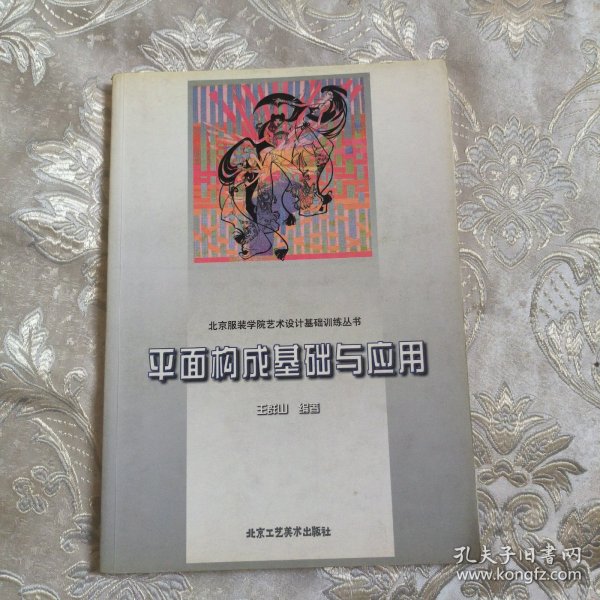 北京服装学院艺术设计基础训练丛书
平面构成基础与应用
王群山 编著
北京工艺美术出版社
孔夫子旧书网
www.kongfz.com